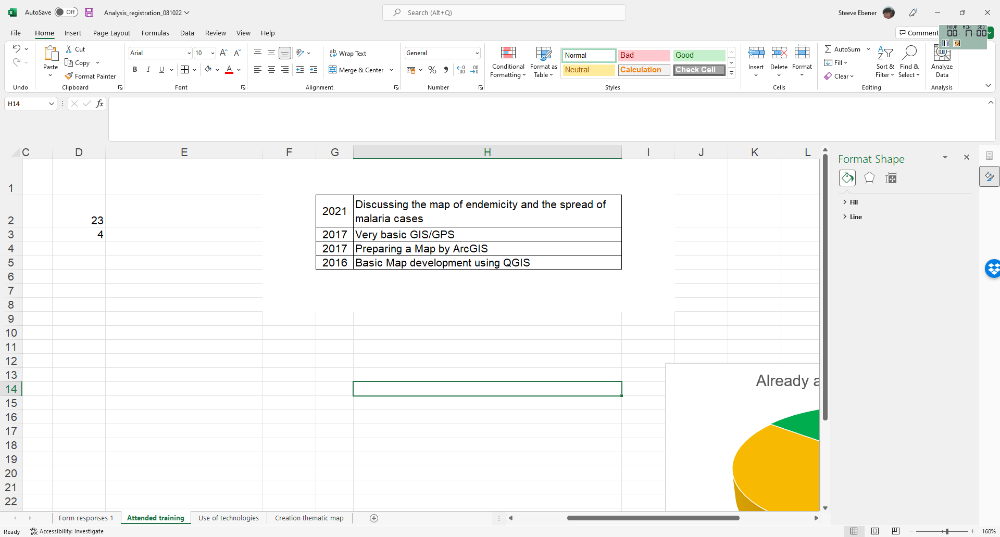 AutoSave Off Analysis_registration_081022 Search (Alt+Q) Steeve Ebener
File Home Insert Page Layout Formulas Data Review View Help Comment
HOUR MIN SEC
00:17:00
Undo
Paste Cut
Copy
Format Painter
Clipboard
Arial 10
B I U A
Font
Wrap Text
Merge & Center
Alignment
General
%
Number
Conditional Formatting
Format as Table
Normal Bad Good
Neutral Calculation Check Cell
Styles
Insert Delete Format
Cells
AutoSum
Fill
Clear
Sort & Filter
Find & Select
Editing
Analyze Data
Analysis
H14 fx
C D E F G H I J K L
1
2 23 2021 Discussing the map of endemicity and the spread of
malaria cases
3 4 2017 Very basic GIS/GPS
4 2017 Preparing a Map by ArcGIS
5 2016 Basic Map development using QGIS
6
7
8
9
10
11
12
13 Already a
14
15
16
17
18
19
20
21
22
Format Shape
Fill
Line
Form responses 1 Attended training Use of technologies Creation thematic map
Ready Accessibility: Investigate 160%